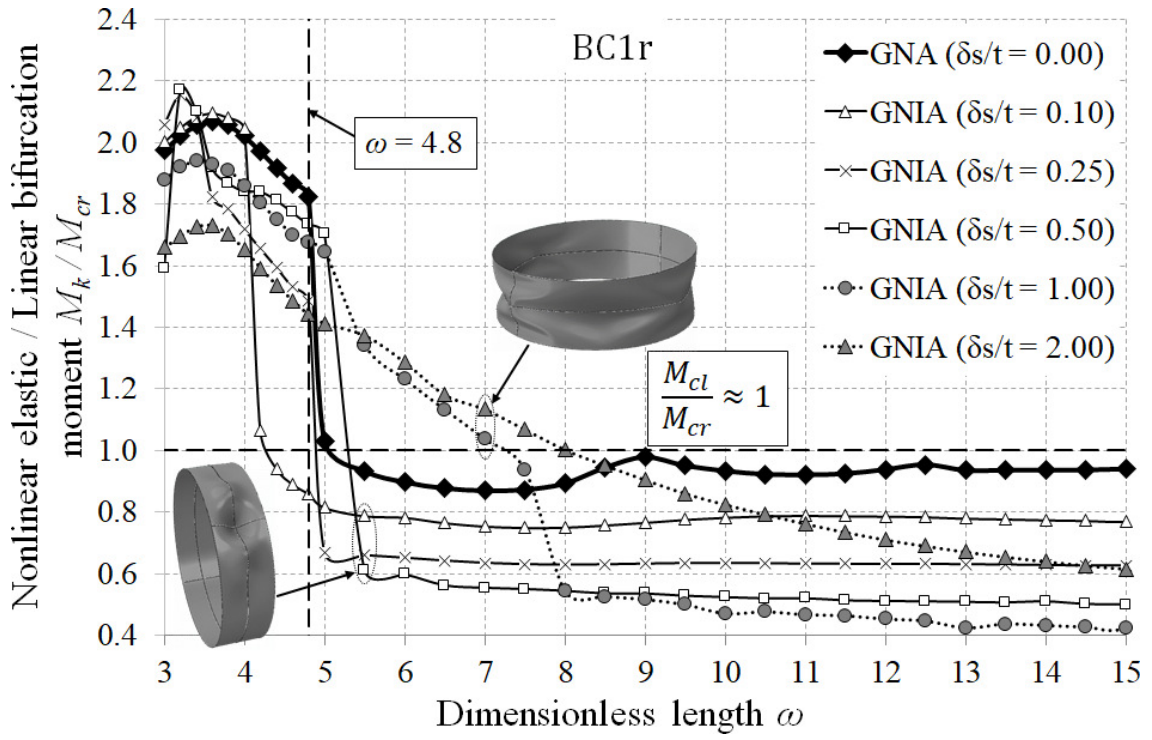 BC1r
GNA (δs/t = 0.00)
GNIA (δs/t = 0.10)
GNIA (δs/t = 0.25)
GNIA (δs/t = 0.50)
GNIA (δs/t = 1.00)
GNIA (δs/t = 2.00)
ω = 4.8
M_cl / M_cr ≈ 1
Nonlinear elastic / Linear bifurcation
moment M_k / M_cr
2.4
2.2
2.0
1.8
1.6
1.4
1.2
1.0
0.8
0.6
0.4
3 4 5 6 7 8 9 10 11 12 13 14 15
Dimensionless length ω